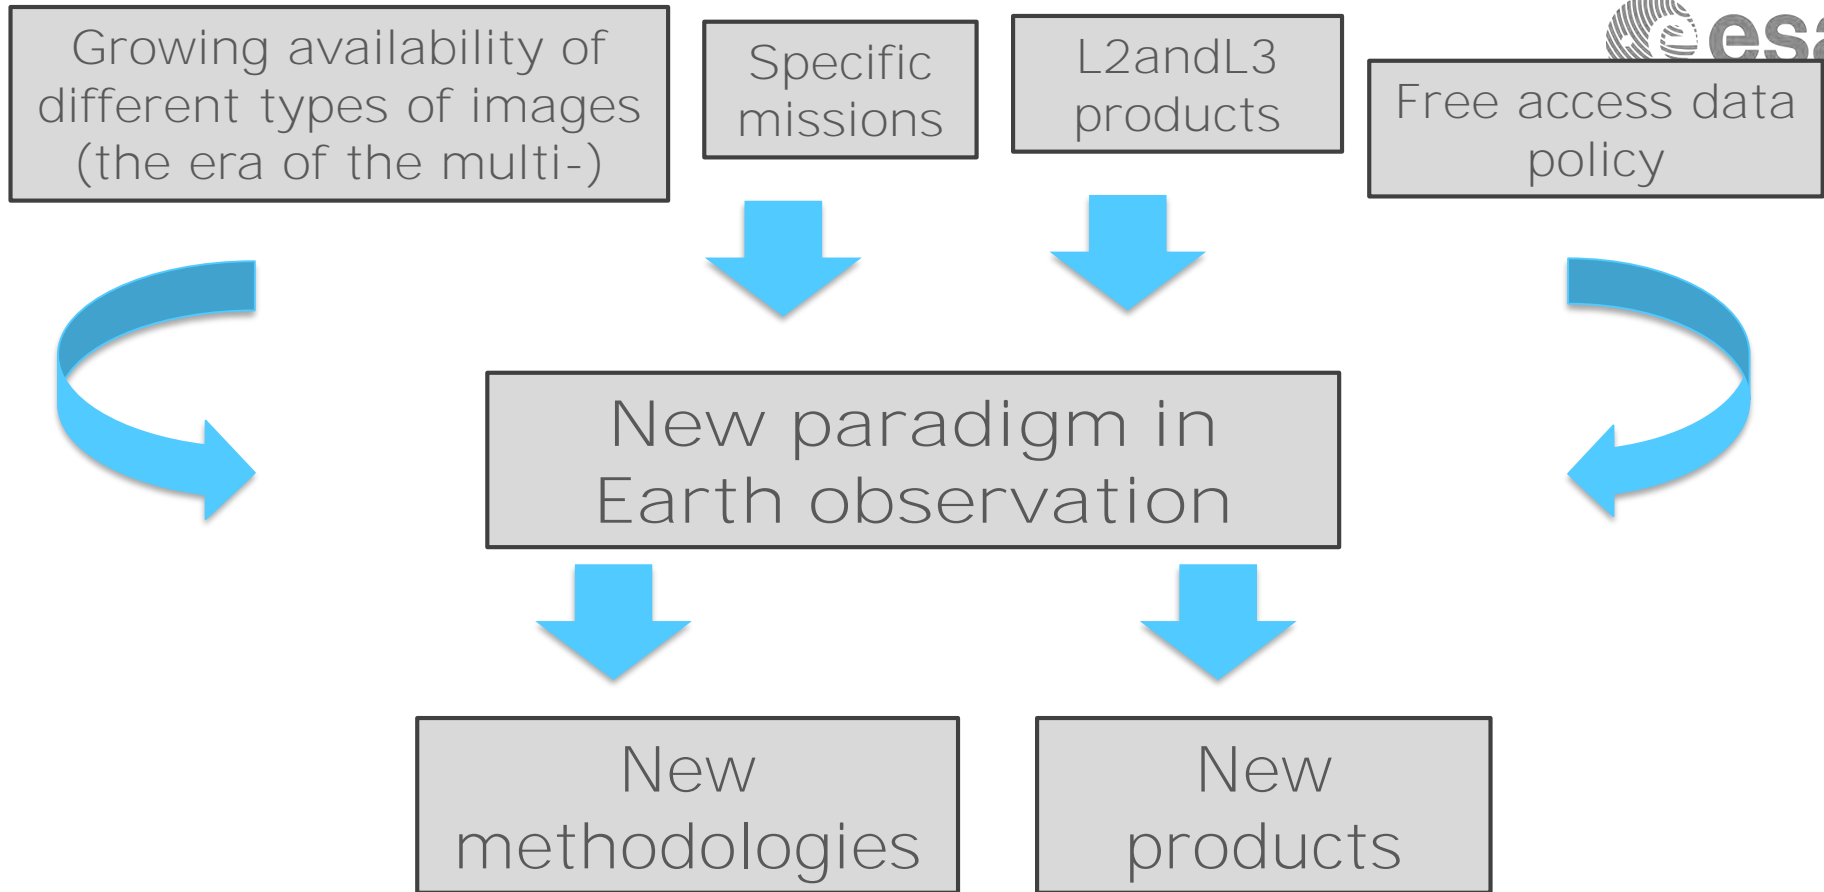 esa
Growing availability of
different types of images
(the era of the multi-)
Specific
missions
L2andL3
products
Free access data
policy
New paradigm in
Earth observation
New
methodologies
New
products